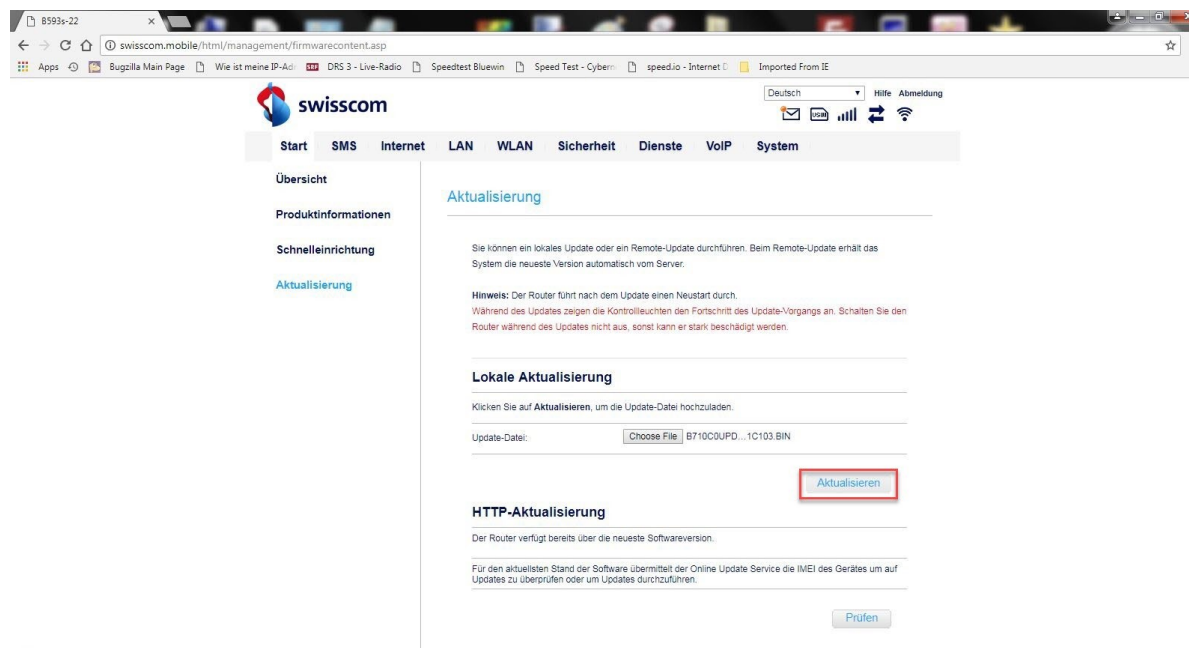 B593s-22
swisscom.mobile/html/management/firmwarecontent.asp
Apps
Bugzilla Main Page
Wie ist meine IP-Ad
DRS 3 - Live-Radio
Speedtest Bluewin
Speed Test - Cybern
speed.io - Internet
Imported From IE
swisscom
Deutsch
Hilfe Abmeldung
USIM
Start SMS Internet LAN WLAN Sicherheit Dienste VoIP System
Übersicht
Produktinformationen
Schnelleinrichtung
Aktualisierung
Aktualisierung
Sie können ein lokales Update oder ein Remote-Update durchführen. Beim Remote-Update erhält das
System die neueste Version automatisch vom Server.
Hinweis: Der Router führt nach dem Update einen Neustart durch.
Während des Updates zeigen die Kontrollleuchten den Fortschritt des Update-Vorgangs an. Schalten Sie den
Router während des Updates nicht aus, sonst kann er stark beschädigt werden.
Lokale Aktualisierung
Klicken Sie auf Aktualisieren, um die Update-Datei hochzuladen.
Update-Datei: Choose File B710C0UPD...1C103.BIN
Aktualisieren
HTTP-Aktualisierung
Der Router verfügt bereits über die neueste Softwareversion.
Für den aktuellsten Stand der Software übermittelt der Online Update Service die IMEI des Gerätes um auf
Updates zu überprüfen oder um Updates durchzuführen.
Prüfen